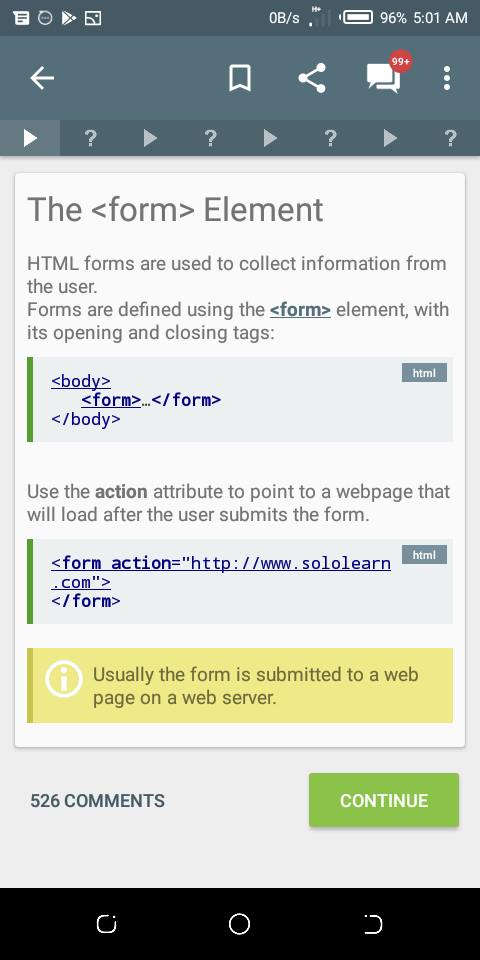 0B/s H+ 96% 5:01 AM
99+
? ? ? ?
The <form> Element
HTML forms are used to collect information from
the user.
Forms are defined using the <form> element, with
its opening and closing tags:
html
<body>
<form>…</form>
</body>
Use the action attribute to point to a webpage that
will load after the user submits the form.
html
<form action="http://www.sololearn
.com">
</form>
Usually the form is submitted to a web
page on a web server.
526 COMMENTS
CONTINUE